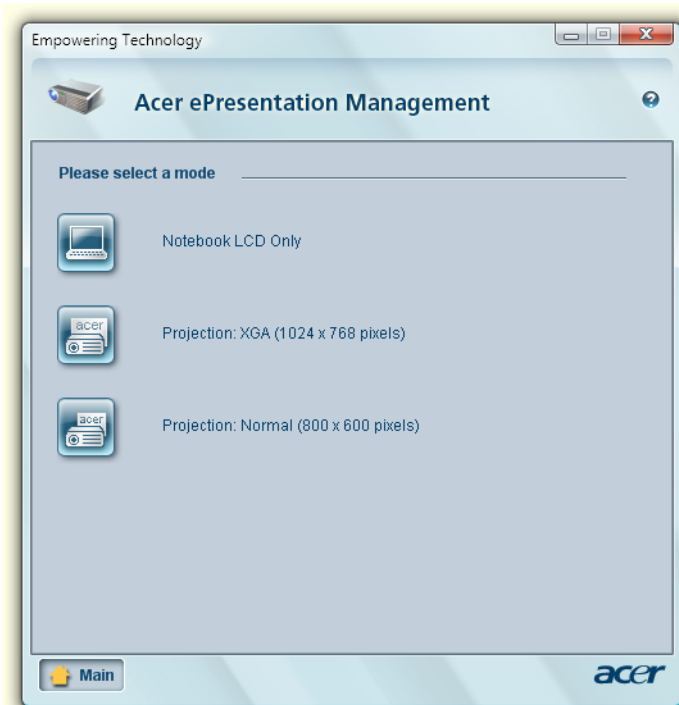 Empowering Technology
Acer ePresentation Management
?
Please select a mode
Notebook LCD Only
acer
Projection: XGA (1024 x 768 pixels)
acer
Projection: Normal (800 x 600 pixels)
Main
acer